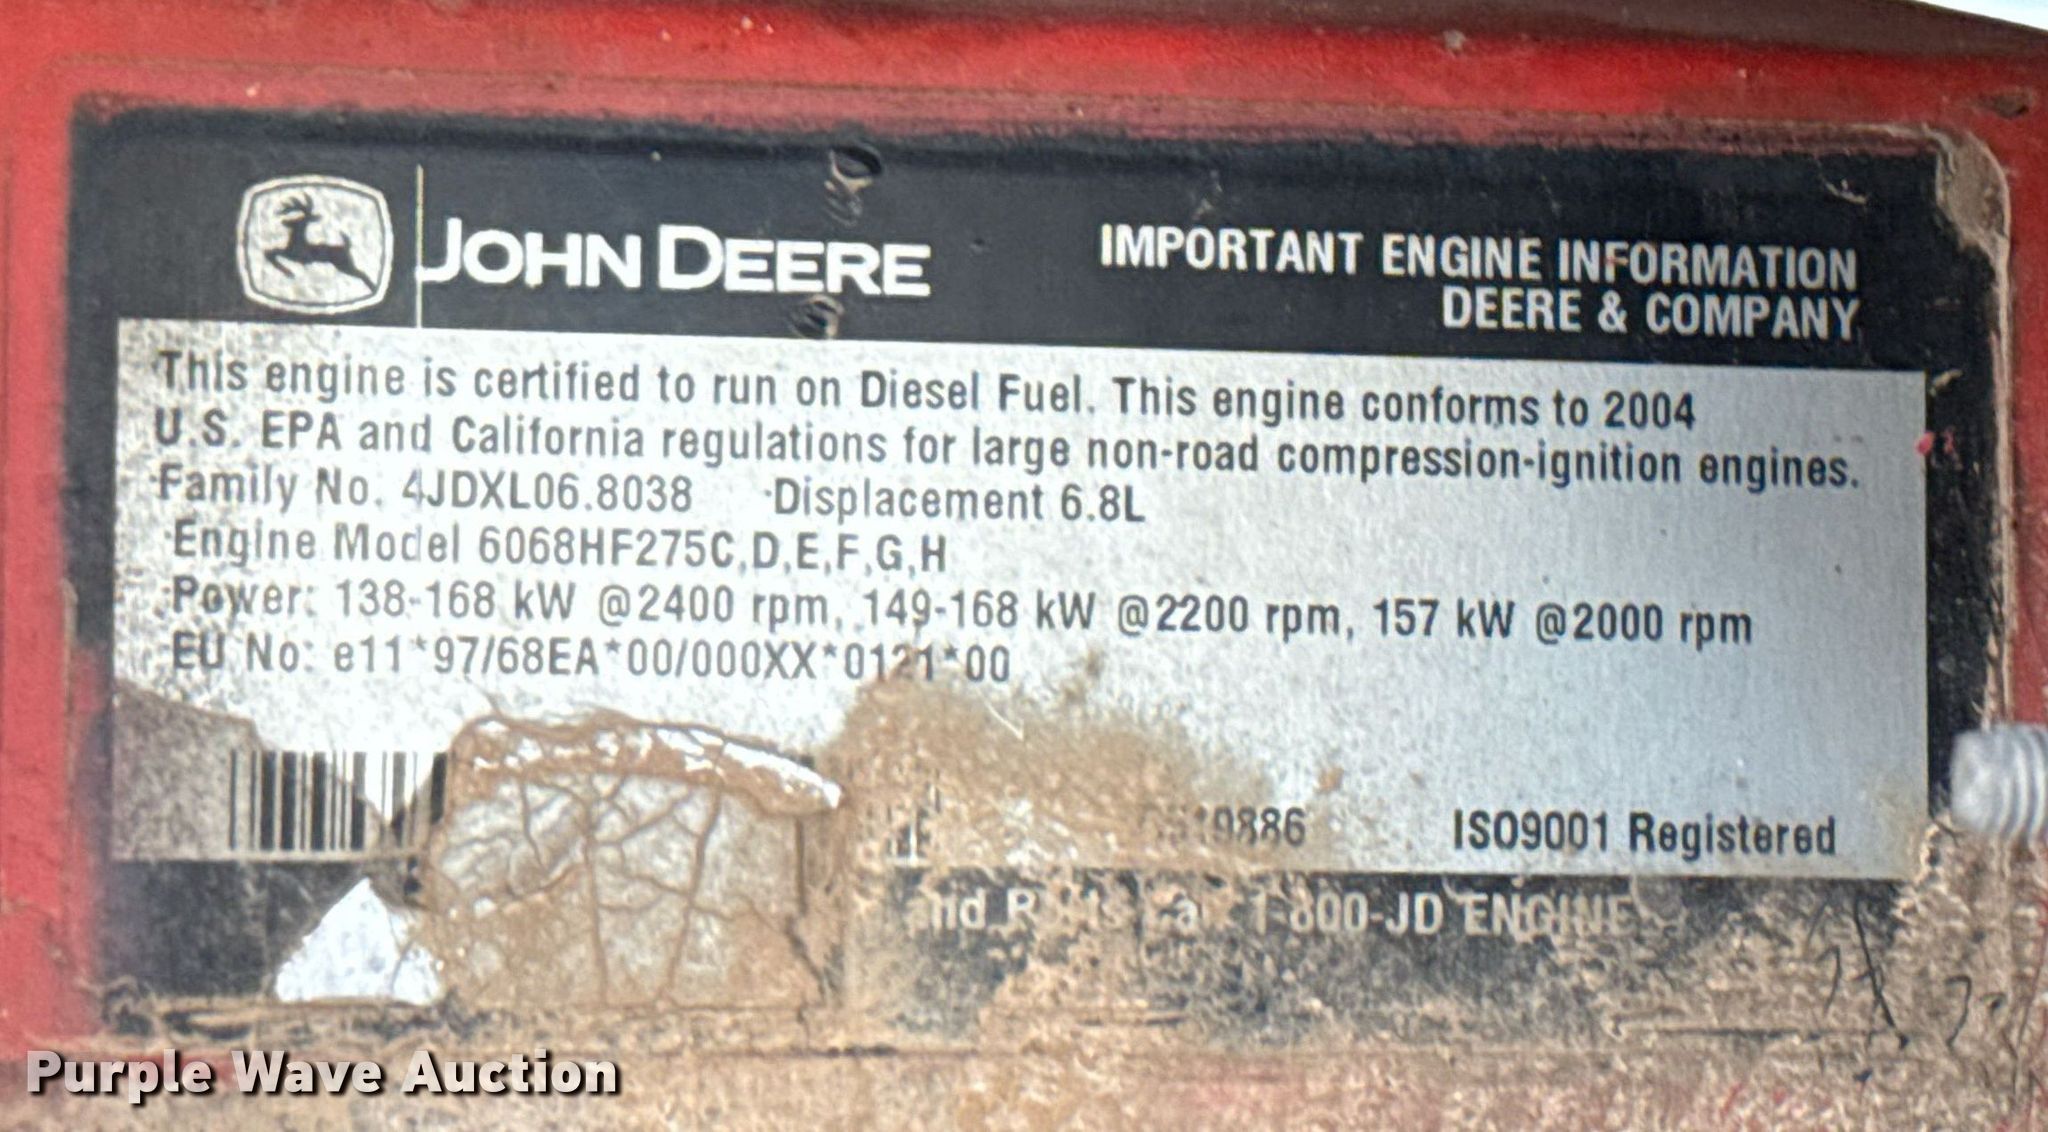 JOHN DEERE
IMPORTANT ENGINE INFORMATION
DEERE & COMPANY
This engine is certified to run on Diesel Fuel. This engine conforms to 2004
U.S. EPA and California regulations for large non-road compression-ignition engines.
Family No. 4JDXL06.8038 Displacement 6.8L
Engine Model 6068HF275C,D,E,F,G,H
Power: 138-168 kW @2400 rpm, 149-168 kW @2200 rpm, 157 kW @2000 rpm
EU No: e11*97/68EA*00/000XX*0121*00
9886 ISO9001 Registered
and 1-800-JD ENGINE
Purple Wave Auction